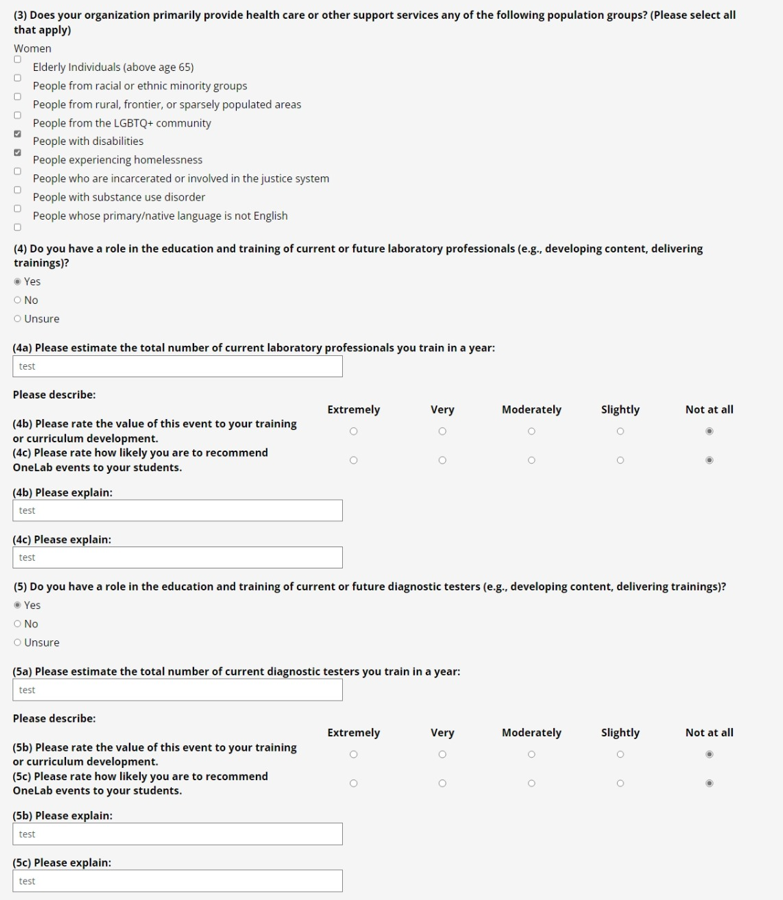 (3) Does your organization primarily provide health care or other support services any of the following population groups? (Please select all
that apply)
Women
Elderly Individuals (above age 65)
People from racial or ethnic minority groups
People from rural, frontier, or sparsely populated areas
People from the LGBTQ+ community
People with disabilities
People experiencing homelessness
People who are incarcerated or involved in the justice system
People with substance use disorder
People whose primary/native language is not English
(4) Do you have a role in the education and training of current or future laboratory professionals (e.g., developing content, delivering
trainings)?
Yes
No
Unsure
(4a) Please estimate the total number of current laboratory professionals you train in a year:
test
Please describe:
Extremely Very Moderately Slightly Not at all
(4b) Please rate the value of this event to your training
or curriculum development.
(4c) Please rate how likely you are to recommend
OneLab events to your students.
(4b) Please explain:
test
(4c) Please explain:
test
(5) Do you have a role in the education and training of current or future diagnostic testers (e.g., developing content, delivering trainings)?
Yes
No
Unsure
(5a) Please estimate the total number of current diagnostic testers you train in a year:
test
Please describe:
Extremely Very Moderately Slightly Not at all
(5b) Please rate the value of this event to your training
or curriculum development.
(5c) Please rate how likely you are to recommend
OneLab events to your students.
(5b) Please explain:
test
(5c) Please explain:
test